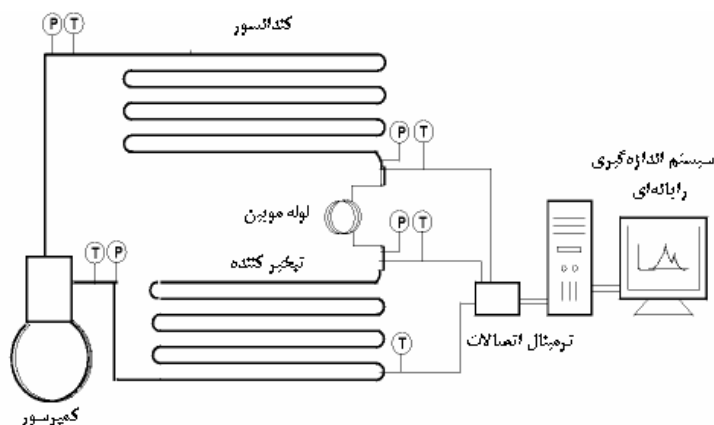 P T
کندانسور
P T
سیستم اندازه‌گیری
رایانه‌ای
لوله مویین
P T
T P
تبخیر کننده
ترمینال اتصالات
T
کمپرسور